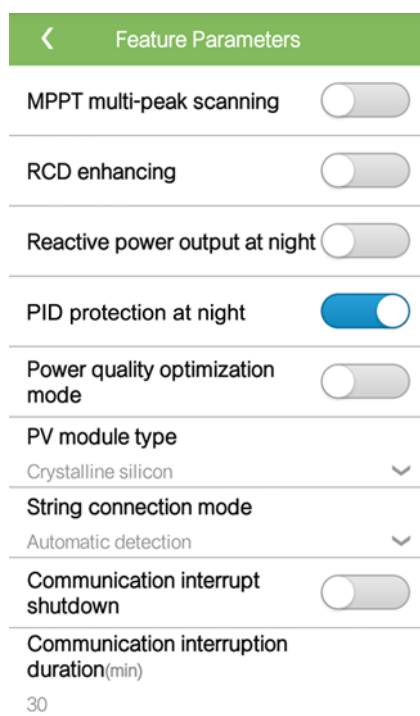 Feature Parameters
MPPT multi-peak scanning
RCD enhancing
Reactive power output at night
PID protection at night
Power quality optimization
mode
PV module type
Crystalline silicon
String connection mode
Automatic detection
Communication interrupt
shutdown
Communication interruption
duration(min)
30